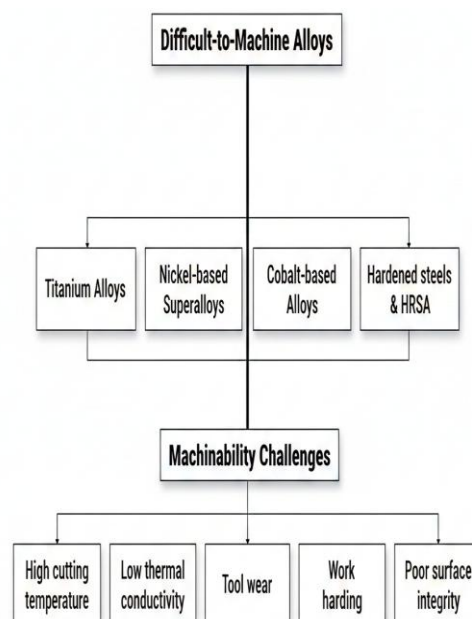 Difficult-to-Machine Alloys
Titanium Alloys
Nickel-based
Superalloys
Cobalt-based
Alloys
Hardened steels
& HRSA
Machinability Challenges
High cutting
temperature
Low thermal
conductivity
Tool wear
Work
harding
Poor surface
integrity